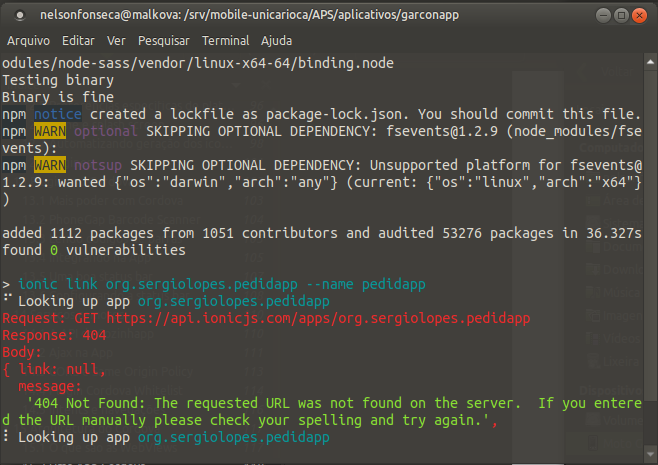 nelsonfonseca@malkova: /srv/mobile-unicarioca/APS/aplicativos/garconapp
Arquivo Editar Ver Pesquisar Terminal Ajuda
odules/node-sass/vendor/linux-x64-64/binding.node
Testing binary
Binary is fine
npm notice created a lockfile as package-lock.json. You should commit this file.
npm WARN optional SKIPPING OPTIONAL DEPENDENCY: fsevents@1.2.9 (node_modules/fse
vents):
npm WARN notsup SKIPPING OPTIONAL DEPENDENCY: Unsupported platform for fsevents@
1.2.9: wanted {"os":"darwin","arch":"any"} (current: {"os":"linux","arch":"x64"}
)
added 1112 packages from 1051 contributors and audited 53276 packages in 36.327s
found 0 vulnerabilities
> ionic link org.sergiolopes.pedidapp --name pedidapp
Looking up app org.sergiolopes.pedidapp
Request: GET https://api.ionicjs.com/apps/org.sergiolopes.pedidapp
Response: 404
Body:
{ link: null,
message:
'404 Not Found: The requested URL was not found on the server.  If you entere
d the URL manually please check your spelling and try again.',
Looking up app org.sergiolopes.pedidapp